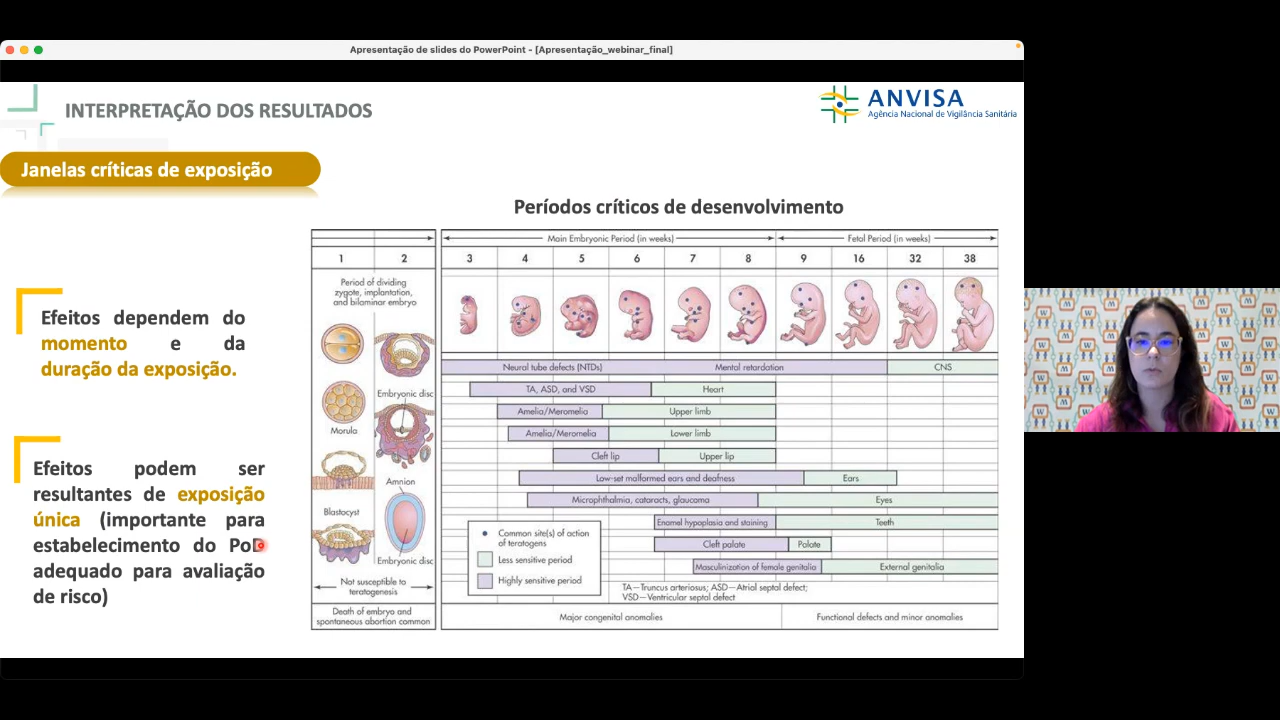 Apresentação de slides do PowerPoint - [Apresentação_webinar_final]
INTERPRETAÇÃO DOS RESULTADOS
ANVISA
Agência Nacional de Vigilância Sanitária
Janelas críticas de exposição
Efeitos dependem do
momento e da
duração da exposição.
Efeitos podem ser
resultantes de exposição
única (importante para
estabelecimento do PoD
adequado para avaliação
de risco)
Períodos críticos de desenvolvimento
Main Embryonic Period (in weeks)
Fetal Period (in weeks)
1 2 3 4 5 6 7 8 9 16 32 38
Period of dividing
zygote, implantation,
and bilaminar embryo
Embryonic disc
Morula
Amnion
Blastocyst
Embryonic disc
Not susceptible to
teratogenesis
Death of embryo and
spontaneous abortion common
Neural tube defects (NTDs) Mental retardation CNS
TA, ASD, and VSD Heart
Amelia/Meromelia Upper limb
Amelia/Meromelia Lower limb
Cleft lip Upper lip
Low-set malformed ears and deafness Ears
Microphthalmia, cataracts, glaucoma Eyes
Enamel hypoplasia and staining Teeth
Cleft palate Palate
Masculinization of female genitalia External genitalia
Common site(s) of action
of teratogens
Less sensitive period
Highly sensitive period
TA—Truncus arteriosus; ASD—Atrial septal defect;
VSD—Ventricular septal defect
Major congenital anomalies
Functional defects and minor anomalies